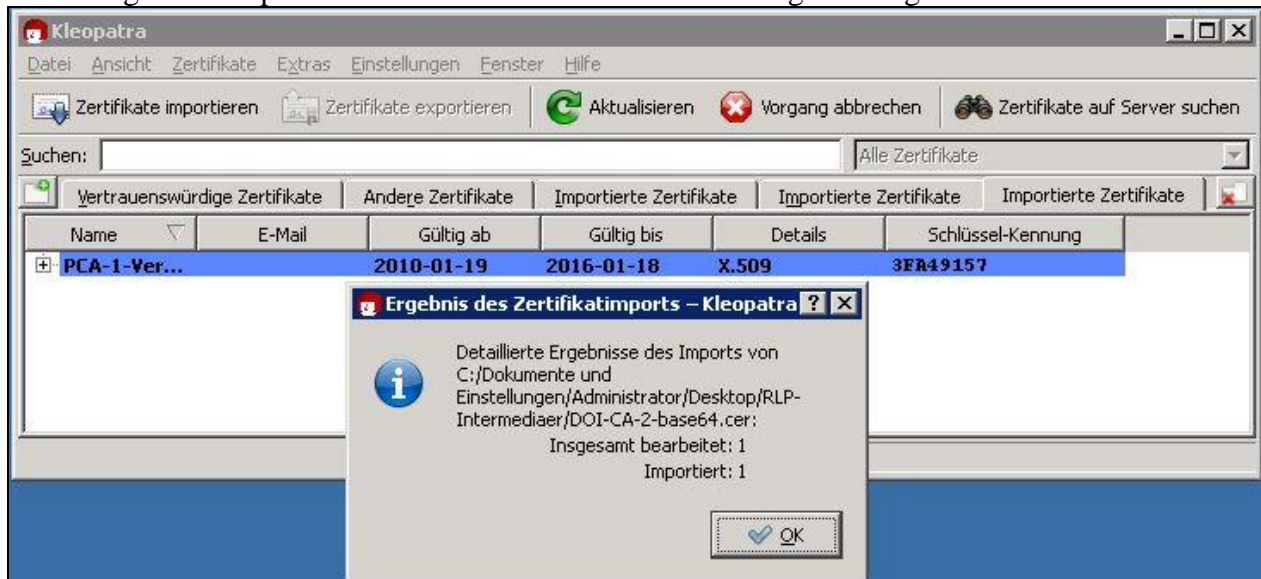 Kleopatra
Datei Ansicht Zertifikate Extras Einstellungen Fenster Hilfe
Zertifikate importieren Zertifikate exportieren Aktualisieren Vorgang abbrechen Zertifikate auf Server suchen
Suchen: Alle Zertifikate
Vertrauenswürdige Zertifikate Andere Zertifikate Importierte Zertifikate Importierte Zertifikate Importierte Zertifikate
Name E-Mail Gültig ab Gültig bis Details Schlüssel-Kennung
PCA-1-Ver... 2010-01-19 2016-01-18 X.509 3FA49157
Ergebnis des Zertifikatimports – Kleopatra
Detaillierte Ergebnisse des Imports von
C:/Dokumente und
Einstellungen/Administrator/Desktop/RLP-
Intermediaer/DOI-CA-2-base64.cer:
Insgesamt bearbeitet: 1
Importiert: 1
OK